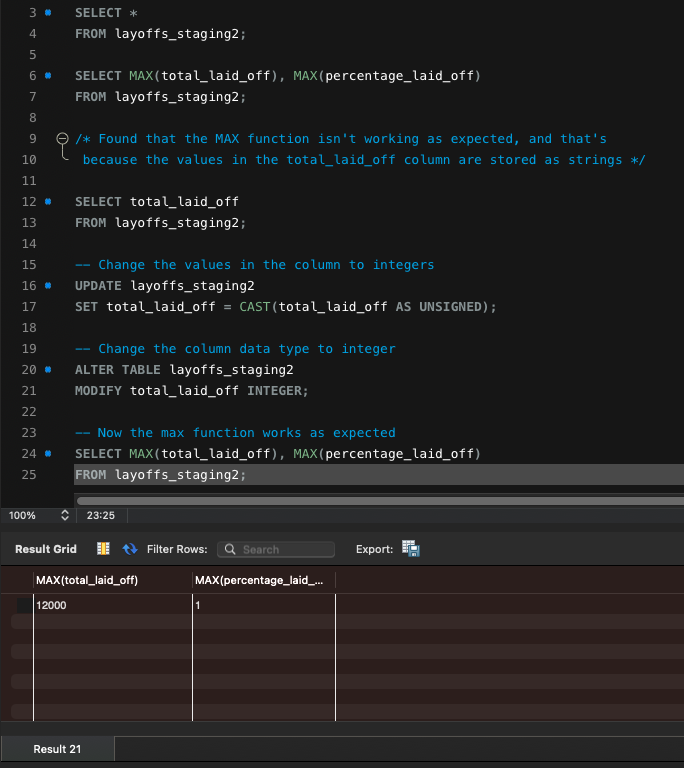 3 SELECT *
4 FROM layoffs_staging2;
5
6 SELECT MAX(total_laid_off), MAX(percentage_laid_off)
7 FROM layoffs_staging2;
8
9 /* Found that the MAX function isn't working as expected, and that's
10 because the values in the total_laid_off column are stored as strings */
11
12 SELECT total_laid_off
13 FROM layoffs_staging2;
14
15 -- Change the values in the column to integers
16 UPDATE layoffs_staging2
17 SET total_laid_off = CAST(total_laid_off AS UNSIGNED);
18
19 -- Change the column data type to integer
20 ALTER TABLE layoffs_staging2
21 MODIFY total_laid_off INTEGER;
22
23 -- Now the max function works as expected
24 SELECT MAX(total_laid_off), MAX(percentage_laid_off)
25 FROM layoffs_staging2;
100% 23:25
Result Grid Filter Rows: Search Export:
MAX(total_laid_off) MAX(percentage_laid_...
12000 1
Result 21